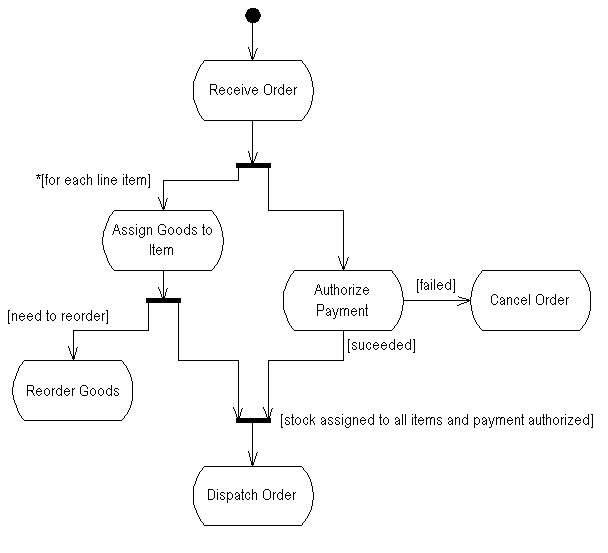 Receive Order
*[for each line item]
Assign Goods to
Item
Authorize
Payment
[failed]
Cancel Order
[need to reorder]
[suceeded]
Reorder Goods
[stock assigned to all items and payment authorized]
Dispatch Order